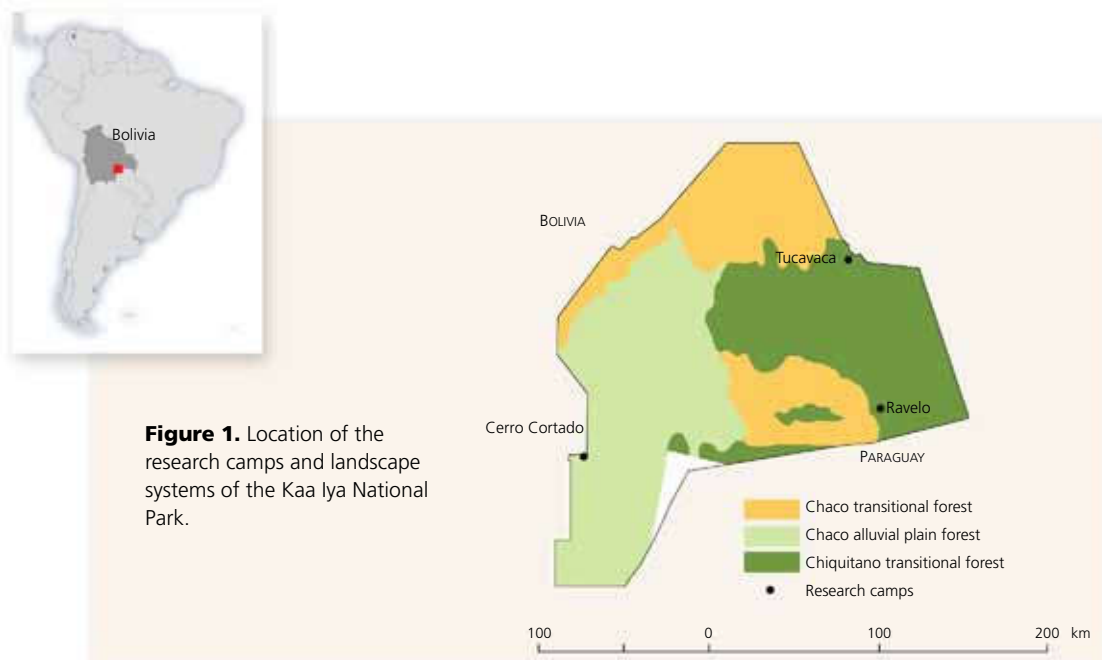 Bolivia
BOLIVIA
Tucavaca
Ravelo
Cerro Cortado
PARAGUAY
Figure 1. Location of the
research camps and landscape
systems of the Kaa Iya National
Park.
Chaco transitional forest
Chaco alluvial plain forest
Chiquitano transitional forest
Research camps
100 0 100 200 km